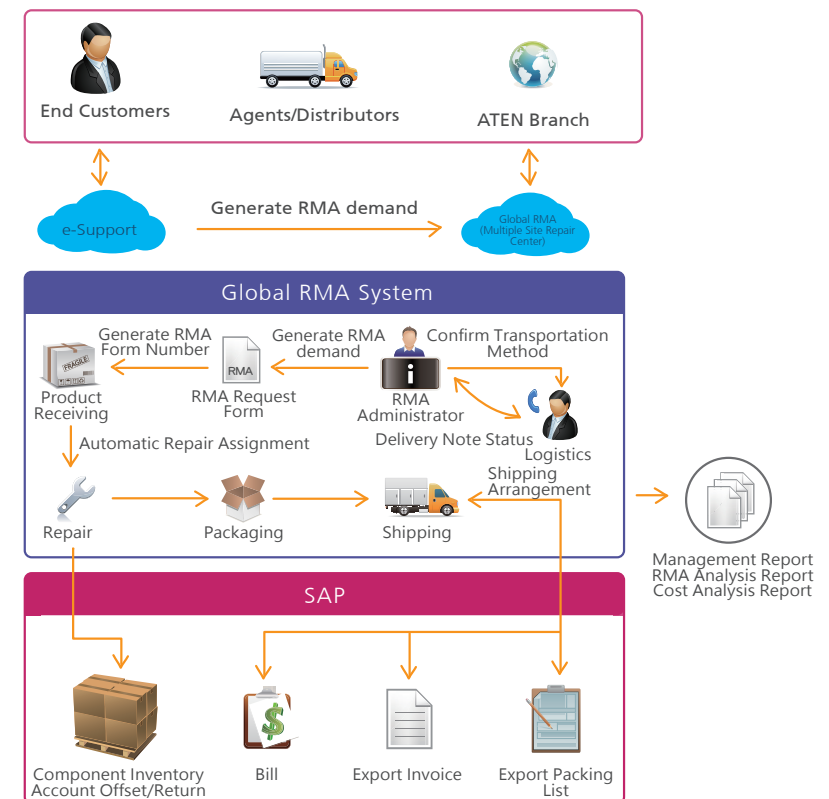 End Customers
Agents/Distributors
ATEN Branch
e-Support
Generate RMA demand
Global RMA
(Multiple Site Repair
Center)
Global RMA System
Generate RMA
Form Number
Generate RMA
demand
Confirm Transportation
Method
FRAGILE
RMA
Product
Receiving
RMA Request
Form
RMA
Administrator
Delivery Note Status
Logistics
Automatic Repair Assignment
Shipping
Arrangement
Repair
Packaging
Shipping
Management Report
RMA Analysis Report
Cost Analysis Report
SAP
Component Inventory
Account Offset/Return
Bill
Export Invoice
Export Packing
List